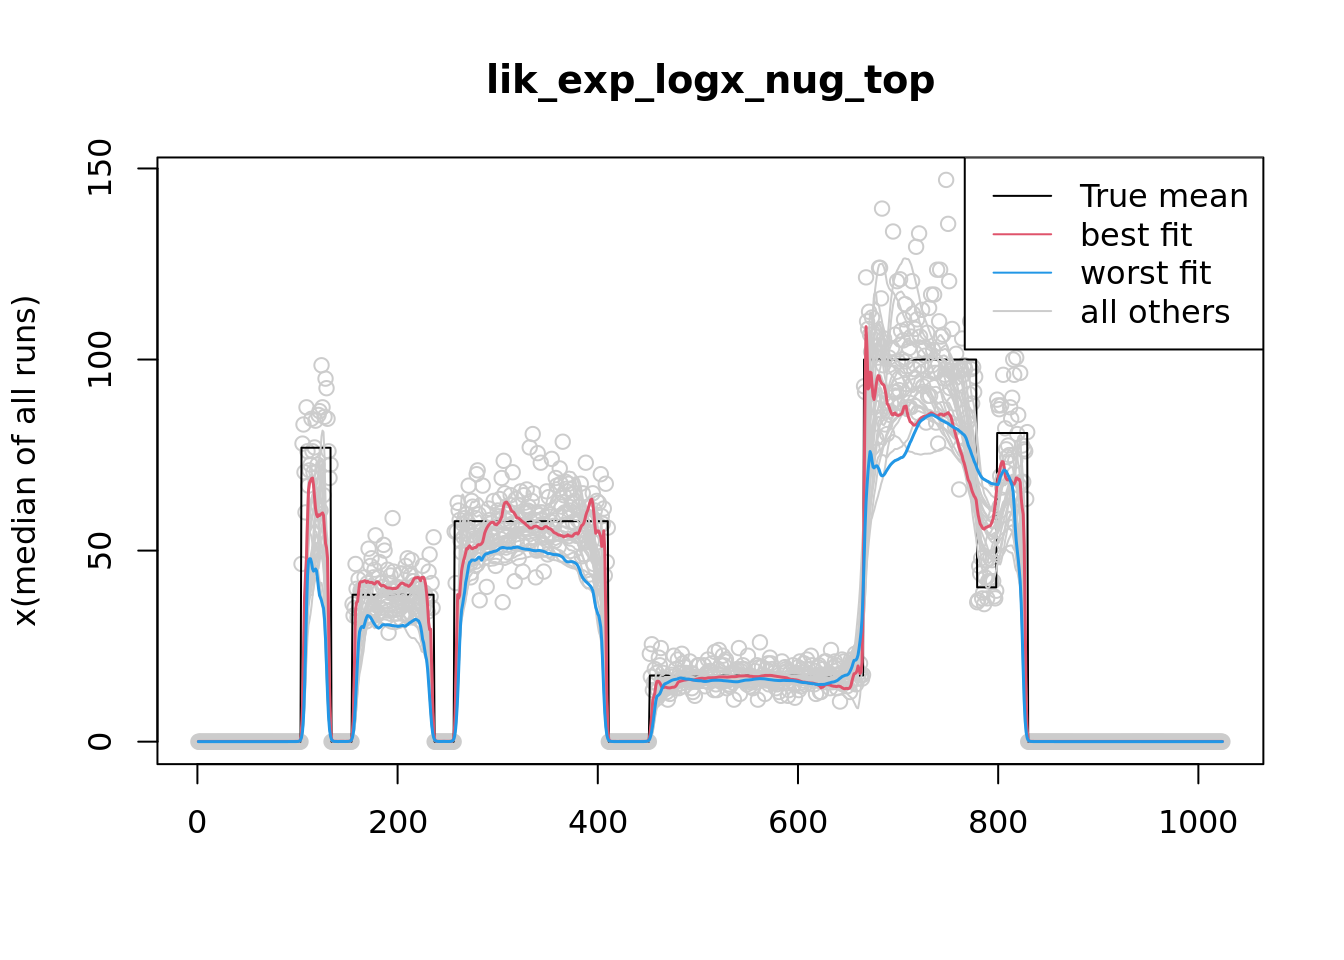 lik_exp_logx_nug_top
x(median of all runs)
150
100
50
0
True mean
best fit
worst fit
all others
0 200 400 600 800 1000